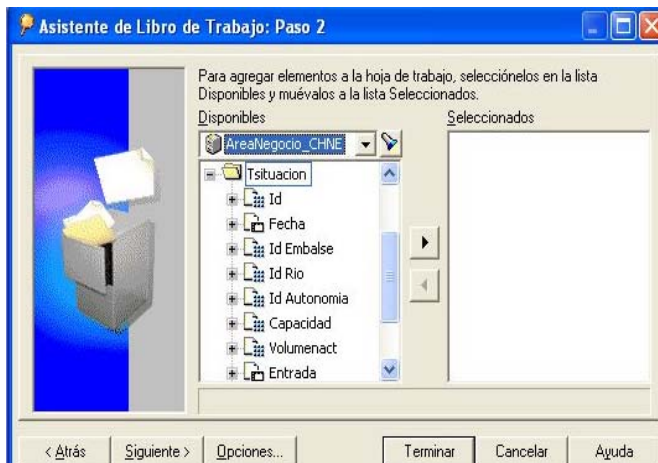 Asistente de Libro de Trabajo: Paso 2
Para agregar elementos a la hoja de trabajo, selecciónelos en la lista
Disponibles y muévalos a la lista Seleccionados.
Disponibles
Seleccionados
AreaNegocio_CHNE
Tsituacion
Id
Fecha
Id Embalse
Id Rio
Id Autonomia
Capacidad
Volumenact
Entrada
< Atrás
Siguiente >
Opciones...
Terminar
Cancelar
Ayuda